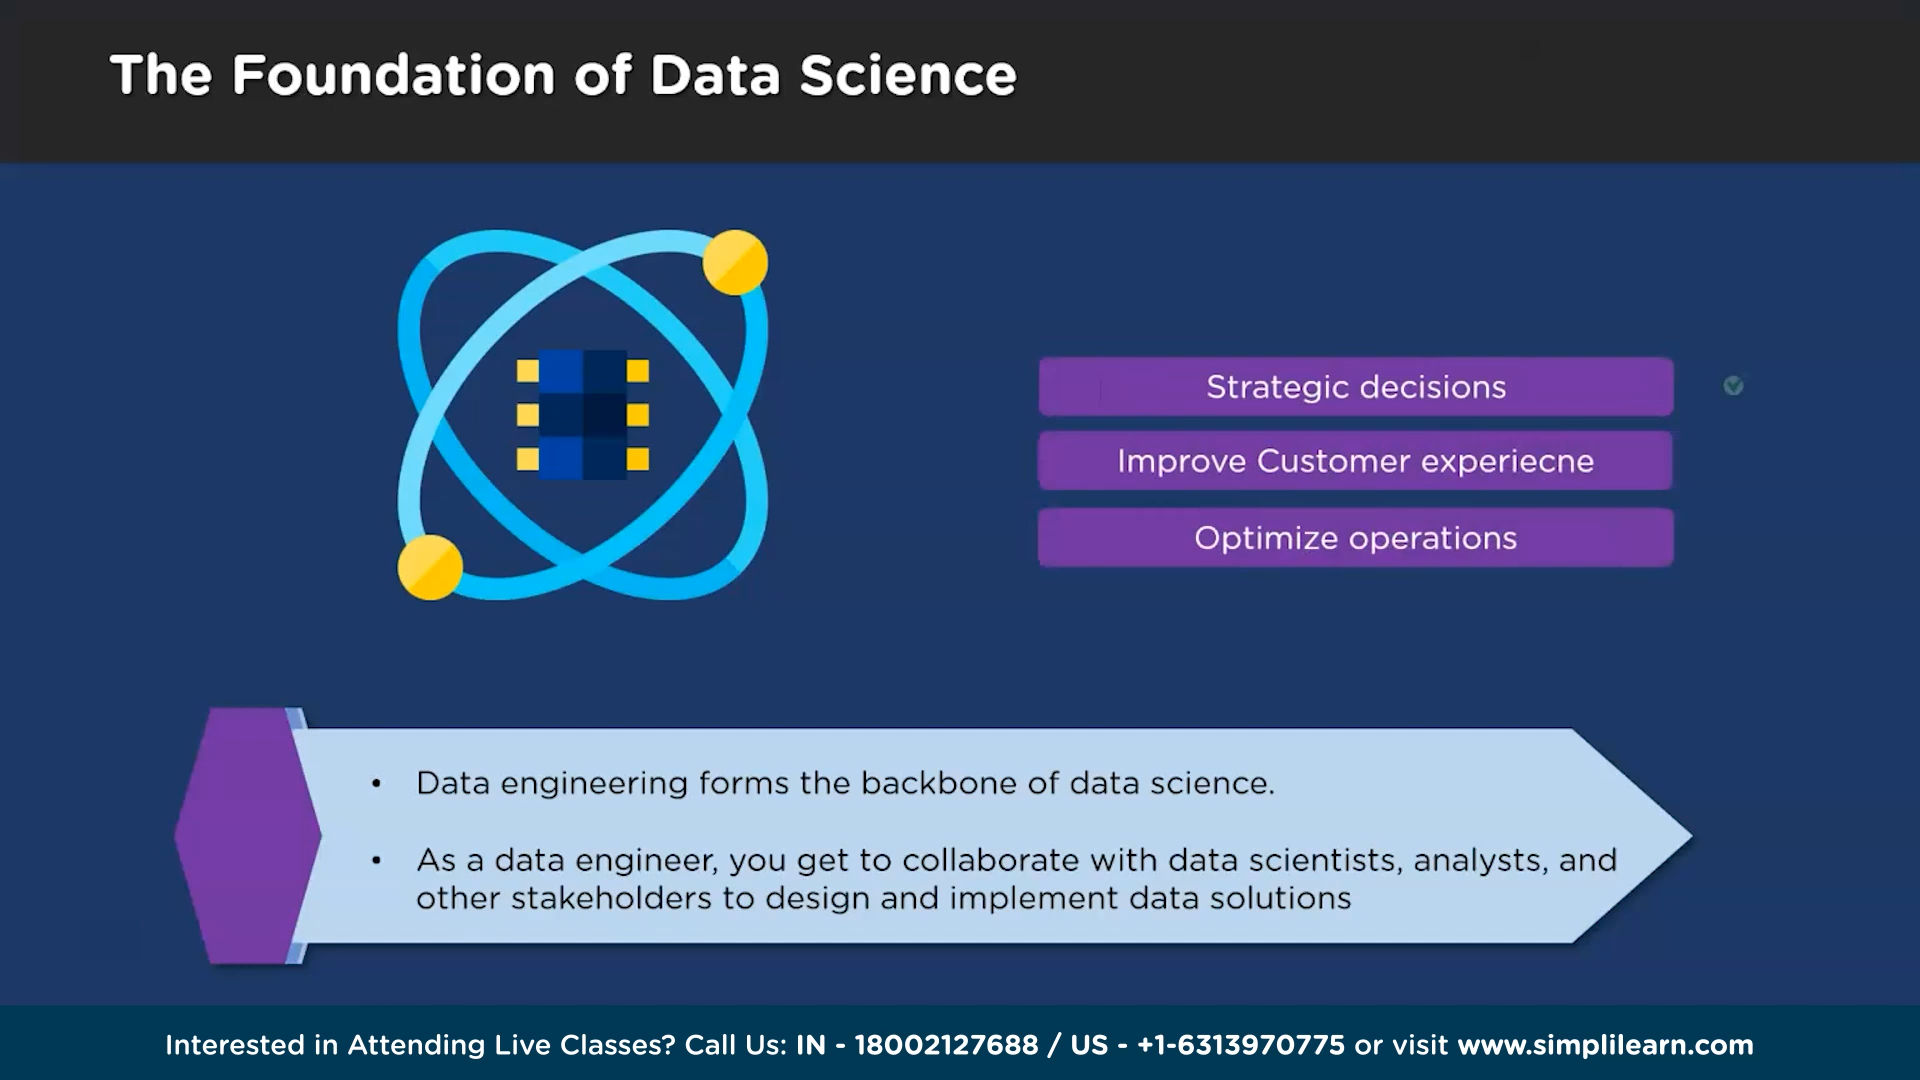 The Foundation of Data Science
Strategic decisions
Improve Customer experiecne
Optimize operations
• Data engineering forms the backbone of data science.
• As a data engineer, you get to collaborate with data scientists, analysts, and
other stakeholders to design and implement data solutions
Interested in Attending Live Classes? Call Us: IN - 18002127688 / US - +1-6313970775 or visit www.simplilearn.com